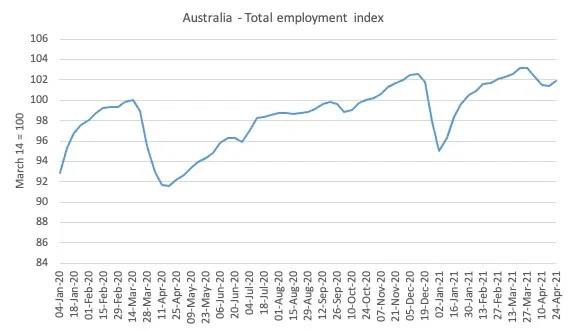 Australia - Total employment index
106
104
102
100
98
96
94
92
90
88
86
84
March 14 = 100
04-Jan-20
18-Jan-20
01-Feb-20
15-Feb-20
29-Feb-20
14-Mar-20
28-Mar-20
11-Apr-20
25-Apr-20
09-May-20
23-May-20
06-Jun-20
20-Jun-20
04-Jul-20
18-Jul-20
01-Aug-20
15-Aug-20
29-Aug-20
12-Sep-20
26-Sep-20
10-Oct-20
24-Oct-20
07-Nov-20
21-Nov-20
05-Dec-20
19-Dec-20
02-Jan-21
16-Jan-21
30-Jan-21
13-Feb-21
27-Feb-21
13-Mar-21
27-Mar-21
10-Apr-21
24-Apr-21